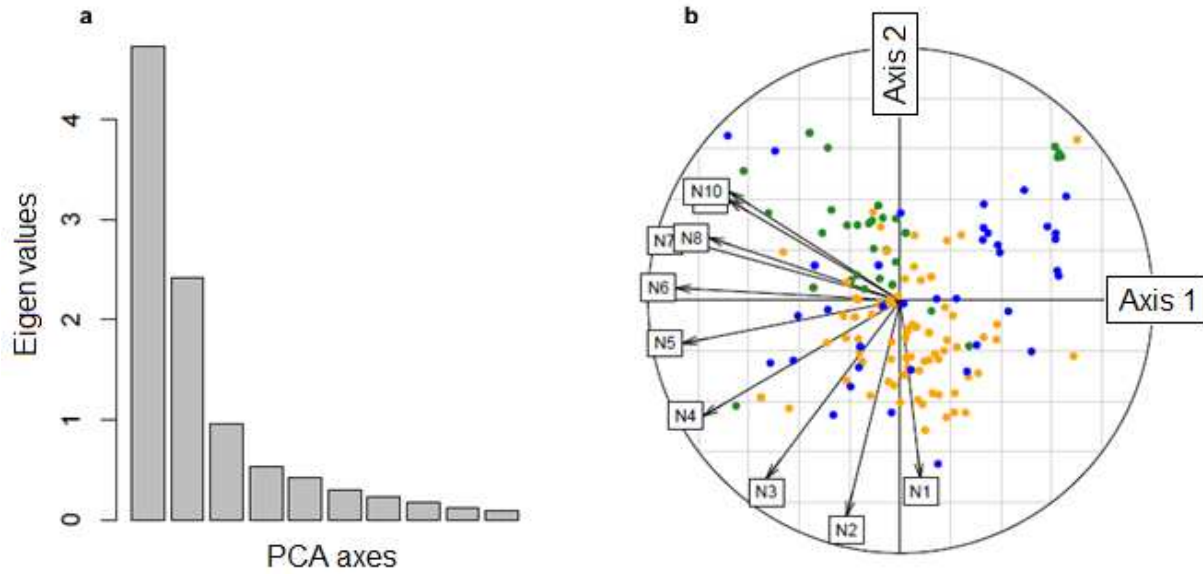 a
b
Eigen values
4
3
2
1
0
PCA axes
Axis 2
Axis 1
N10
N7
N8
N6
N5
N4
N3
N2
N1